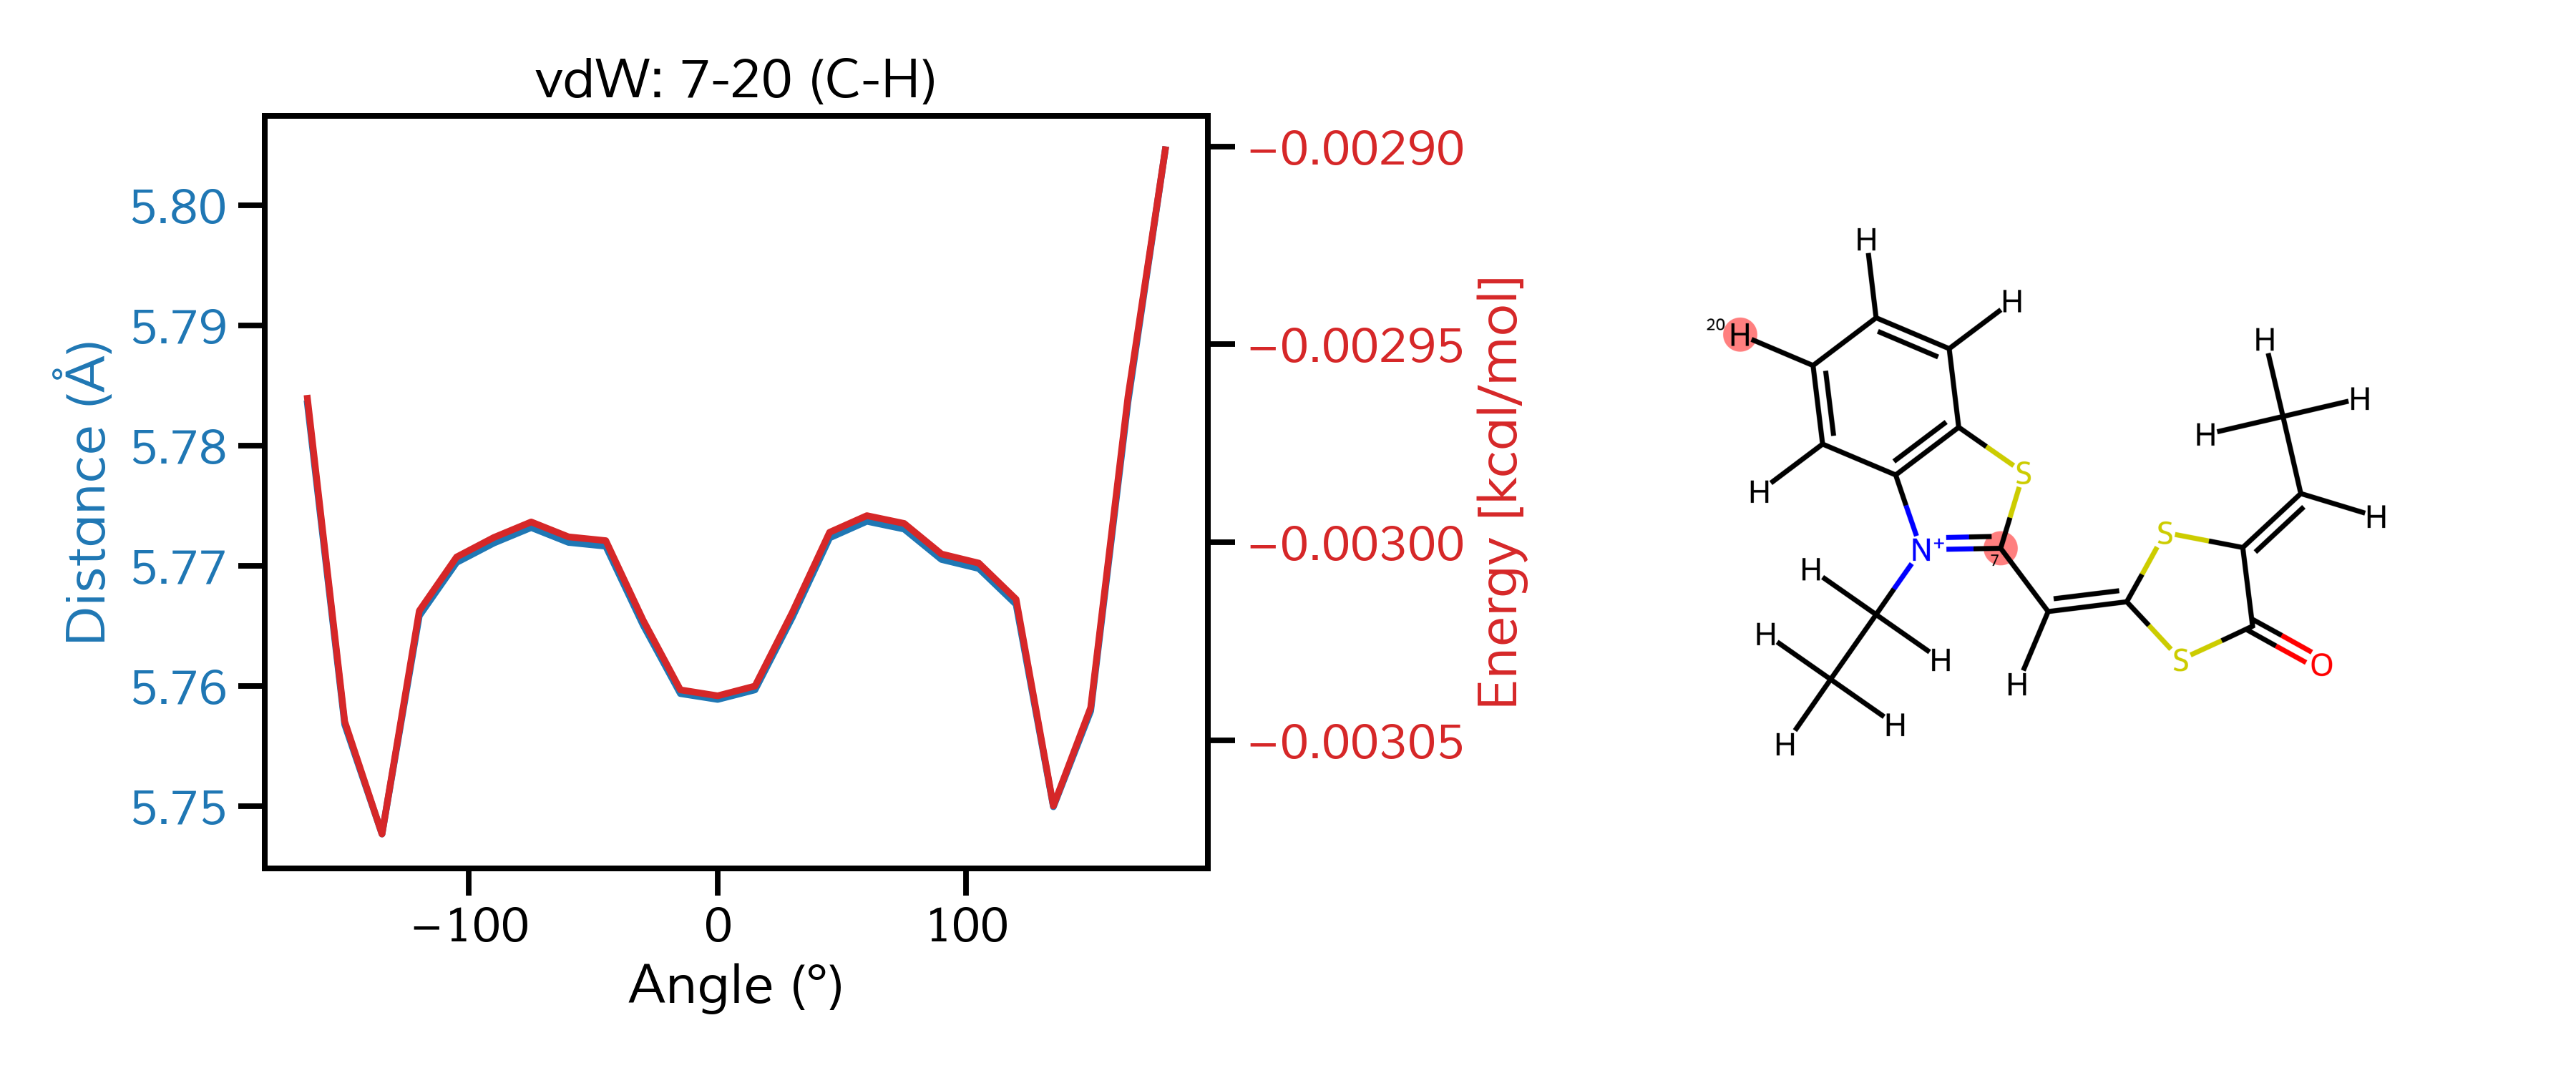 vdW: 7-20 (C-H)
5.80
5.79
5.78
5.77
5.76
5.75
Distance (Å)
−0.00290
−0.00295
−0.00300
−0.00305
Energy [kcal/mol]
−100
0
100
Angle (°)
H
H
20 H
H
H
H
H
S
H
S
H
N+
7
H
H
H
S
O
H
H
H